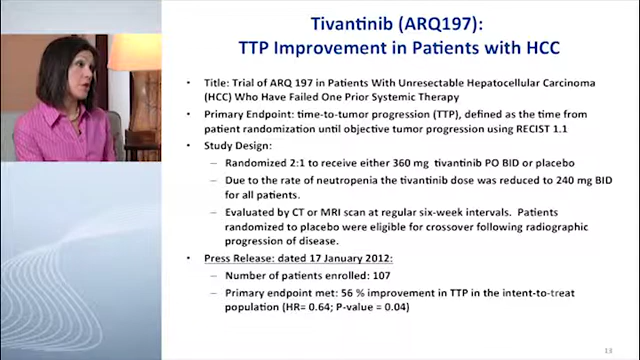 Tivantinib (ARQ197):
TTP Improvement in Patients with HCC
• Title: Trial of ARQ 197 in Patients With Unresectable Hepatocellular Carcinoma
(HCC) Who Have Failed One Prior Systemic Therapy
• Primary Endpoint: time-to-tumor progression (TTP), defined as the time from
patient randomization until objective tumor progression using RECIST 1.1
• Study Design:
– Randomized 2:1 to receive either 360 mg tivantinib PO BID or placebo
– Due to the rate of neutropenia the tivantinib dose was reduced to 240 mg BID
for all patients.
– Evaluated by CT or MRI scan at regular six-week intervals. Patients
randomized to placebo were eligible for crossover following radiographic
progression of disease.
• Press Release: dated 17 January 2012:
– Number of patients enrolled: 107
– Primary endpoint met: 56 % improvement in TTP in the intent-to-treat
population (HR= 0.64; P-value = 0.04)
13